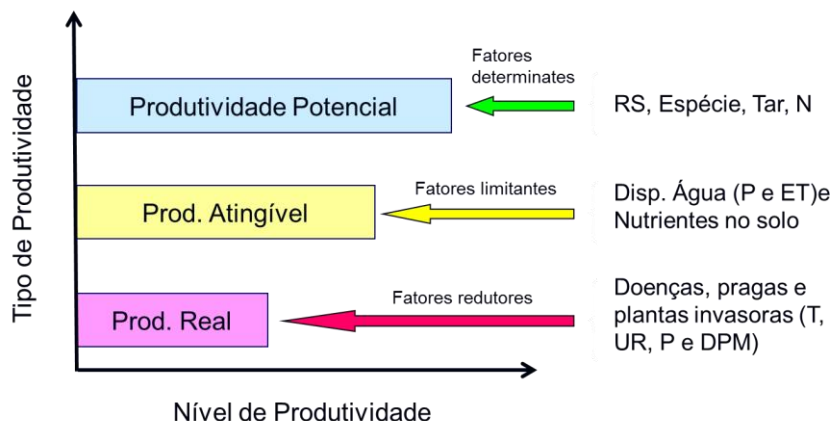 Tipo de Produtividade
Fatores
determinates
Produtividade Potencial
RS, Espécie, Tar, N
Fatores limitantes
Prod. Atingível
Disp. Água (P e ET)e
Nutrientes no solo
Fatores redutores
Prod. Real
Doenças, pragas e
plantas invasoras (T,
UR, P e DPM)
Nível de Produtividade